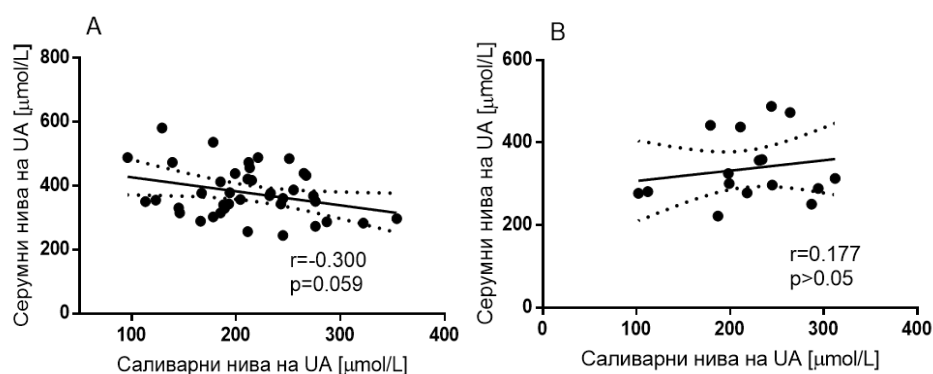 A
Серумни нива на UA [μmol/L]
800
600
400
200
0
100
200
300
400
r=-0.300
p=0.059
Саливарни нива на UA [μmol/L]
B
Серумни нива на UA [μmol/L]
600
400
200
0
0
100
200
300
400
r=0.177
p>0.05
Саливарни нива на UA [μmol/L]